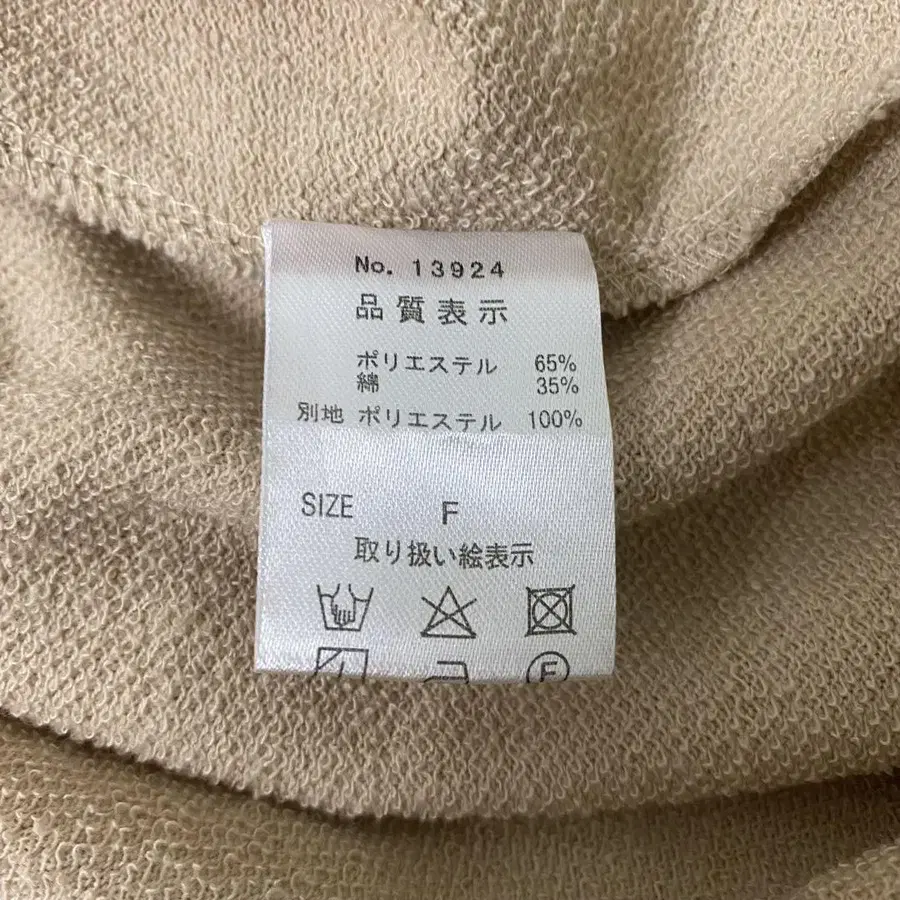 No. 13924
品質表示
ポリエステル 65%
綿 35%
別地 ポリエステル 100%
SIZE F
取り扱い絵表示
F